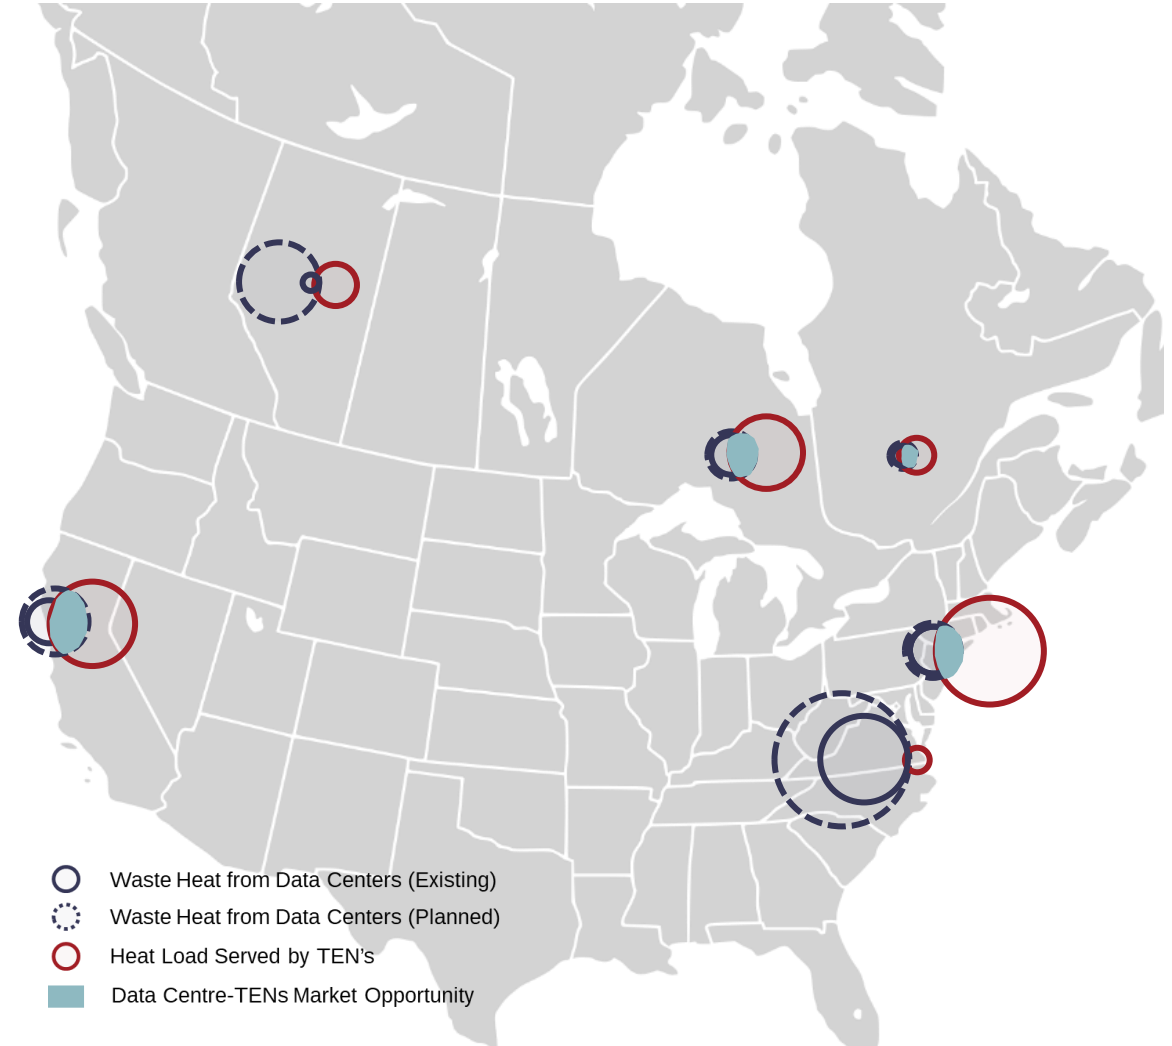 Waste Heat from Data Centers (Existing)
Waste Heat from Data Centers (Planned)
Heat Load Served by TEN’s
Data Centre-TENs Market Opportunity